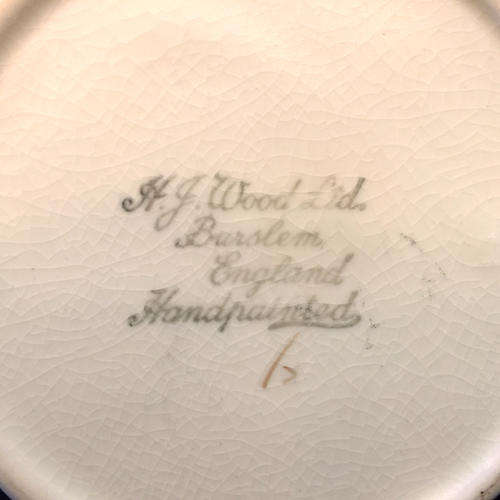 H. J. Wood Ltd.
Burslem,
England
Handpainted